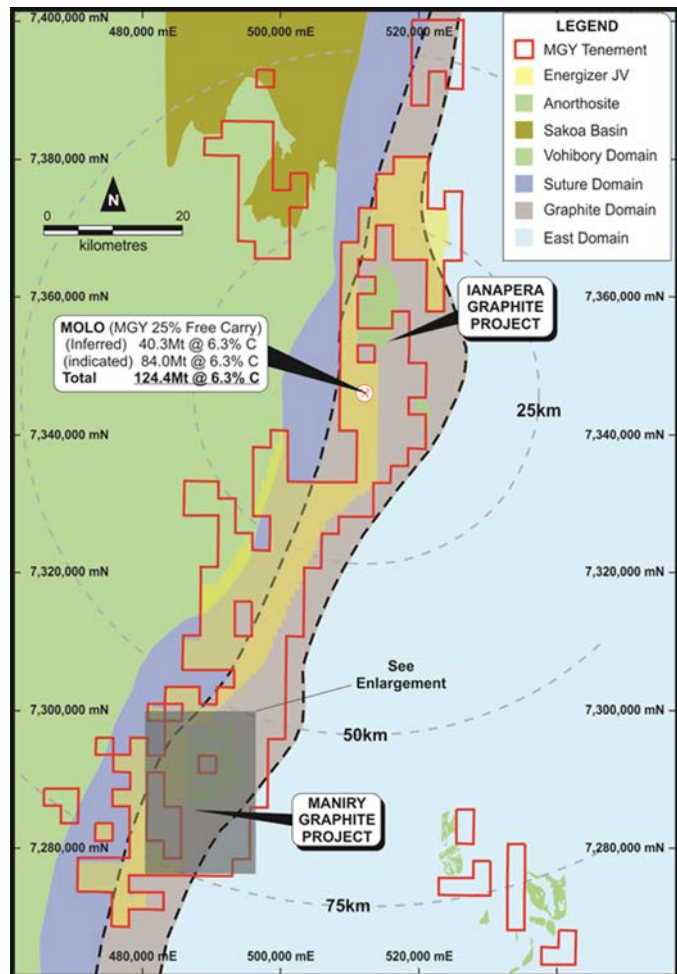 7,400,000 mN
480,000 mE
500,000 mE
520,000 mE
LEGEND
MGY Tenement
Energizer JV
Anorthosite
Sakoa Basin
Vohibory Domain
Suture Domain
Graphite Domain
East Domain
7,380,000 mN
N
0 20
kilometres
7,360,000 mN
7,360,000 mN
IANAPERA
GRAPHITE
PROJECT
MOLO (MGY 25% Free Carry)
(Inferred) 40.3Mt @ 6.3% C
(indicated) 84.0Mt @ 6.3% C
Total 124.4Mt @ 6.3% C
25km
7,340,000 mN
7,340,000 mN
7,320,000 mN
7,320,000 mN
See
Enlargement
7,300,000 mN
7,300,000 mN
50km
MANIRY
GRAPHITE
PROJECT
7,280,000 mN
7,280,000 mN
75km
480,000 mE
500,000 mE
520,000 mE